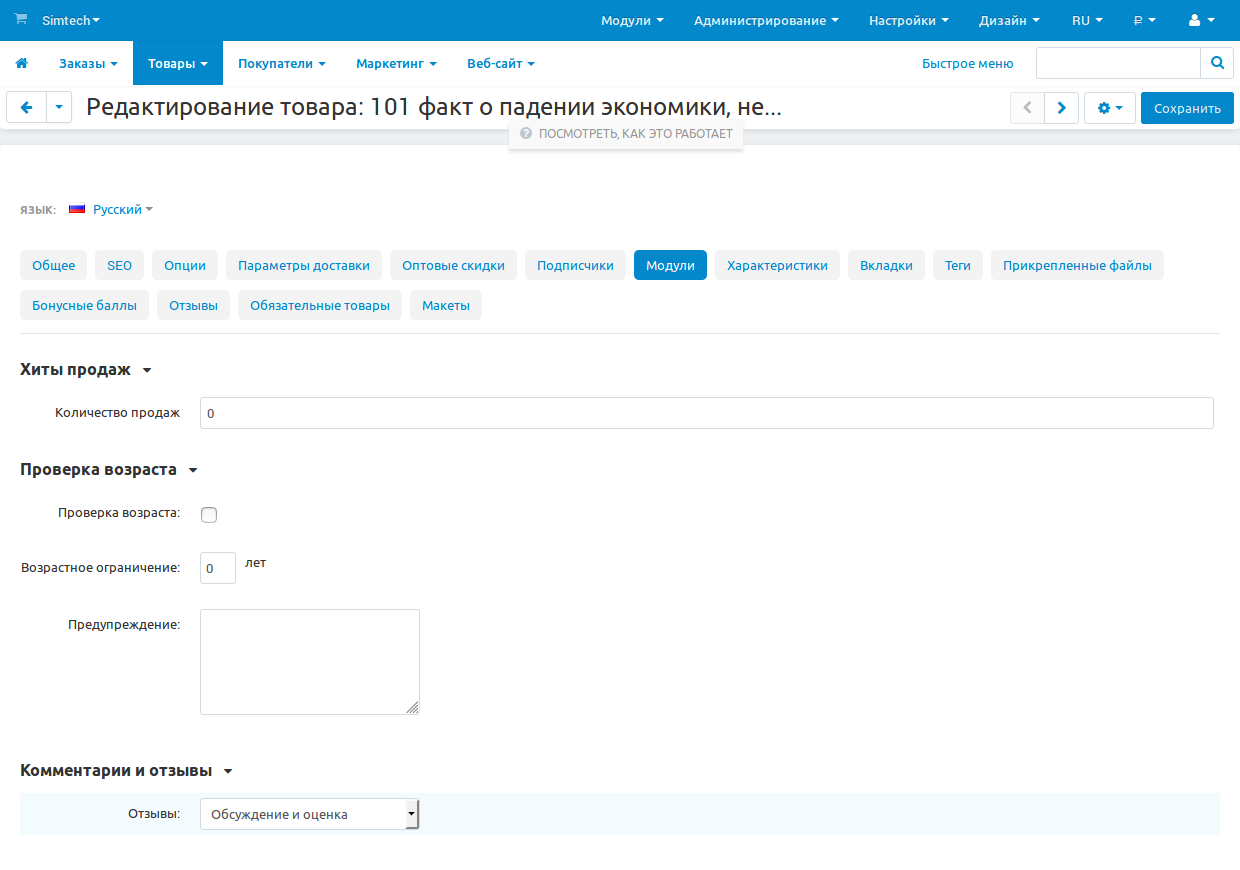 Simtech Модули Администрирование Настройки Дизайн RU ₽
Заказы Товары Покупатели Маркетинг Веб-сайт Быстрое меню
Редактирование товара: 101 факт о падении экономики, не... Сохранить
ПОСМОТРЕТЬ, КАК ЭТО РАБОТАЕТ
ЯЗЫК: Русский
Общее SEO Опции Параметры доставки Оптовые скидки Подписчики Модули Характеристики Вкладки Теги Прикрепленные файлы
Бонусные баллы Отзывы Обязательные товары Макеты
Хиты продаж
Количество продаж 0
Проверка возраста
Проверка возраста:
Возрастное ограничение: 0 лет
Предупреждение:
Комментарии и отзывы
Отзывы: Обсуждение и оценка